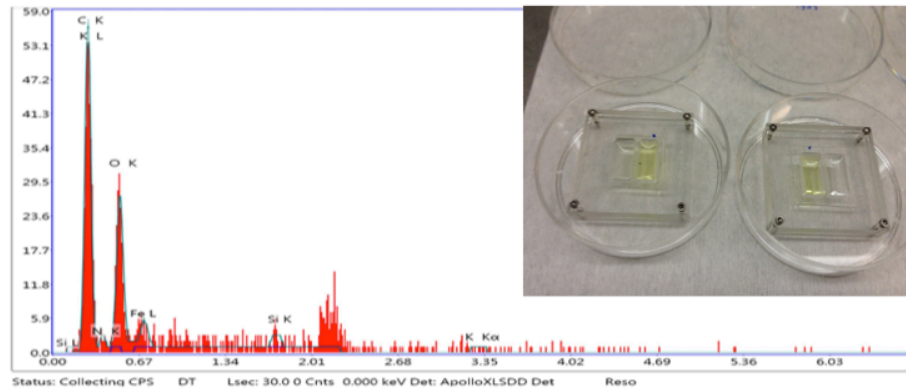 59.0
C K
K L
53.1
47.2
41.3
35.4
O K
29.5
23.6
17.7
11.8
5.9
Fe L
Si K
Si
N K
K Kα
0.0
0.00 0.67 1.34 2.01 2.68 3.35 4.02 4.69 5.36 6.03
Status: Collecting CPS DT Lsec: 30.0 0 Cnts 0.000 keV Det: ApolloXLSDD Det Reso